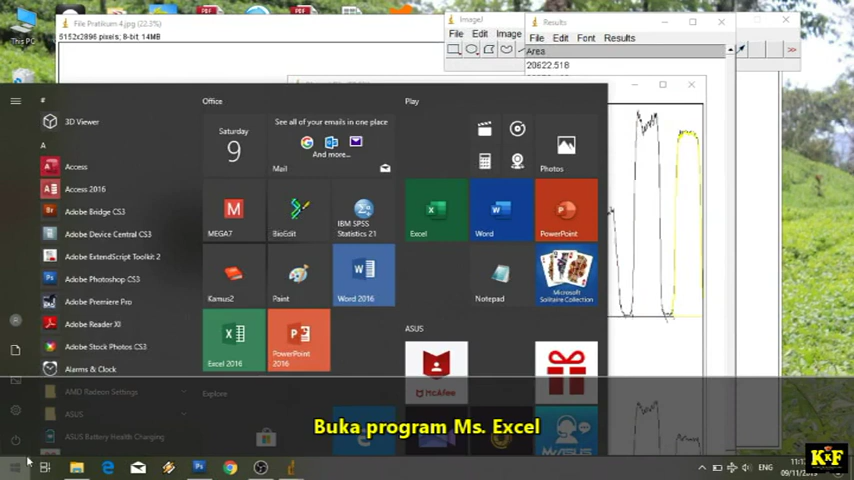 File Pratikum 4.jpg (22.3%)
5152x2896 pixels; 8-bit; 14MB
This PC
ImageJ
File Edit Image
Results
File Edit Font Results
Area
20622.518
#
3D Viewer
A
Access
Access 2016
Adobe Bridge CS3
Adobe Device Central CS3
Adobe ExtendScript Toolkit 2
Adobe Photoshop CS3
Adobe Premiere Pro
Adobe Reader XI
Adobe Stock Photos CS3
Alarms & Clock
AMD Radeon Settings
ASUS
ASUS Battery Health Charging
Office
Saturday
9
See all of your emails in one place
And more...
Mail
MEGA7
BioEdit
IBM SPSS
Statistics 21
Kamus2
Paint
Word 2016
Excel 2016
PowerPoint
2016
Explore
Play
Photos
Excel
Word
PowerPoint
Notepad
Microsoft
Solitaire Collection
ASUS
McAfee
MyASUS
Buka program Ms. Excel
ENG
KkF